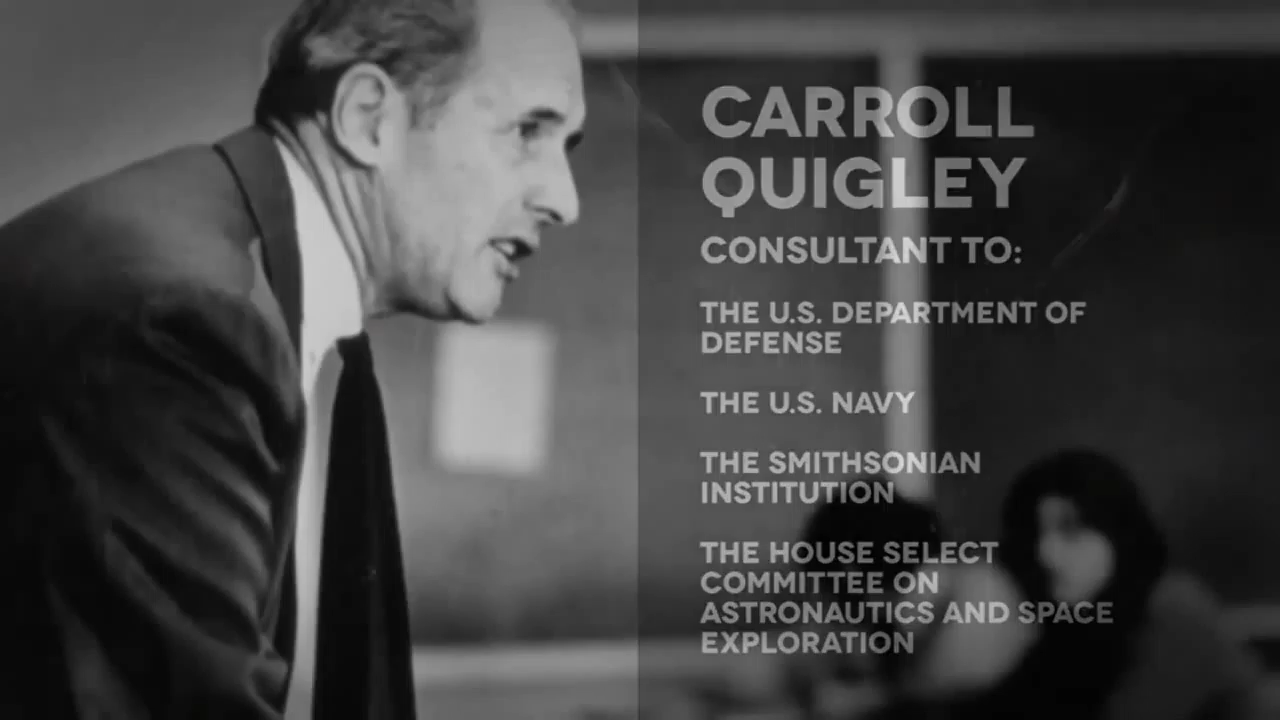 CARROLL
QUIGLEY
CONSULTANT TO:
THE U.S. DEPARTMENT OF
DEFENSE
THE U.S. NAVY
THE SMITHSONIAN
INSTITUTION
THE HOUSE SELECT
COMMITTEE ON
ASTRONAUTICS AND SPACE
EXPLORATION